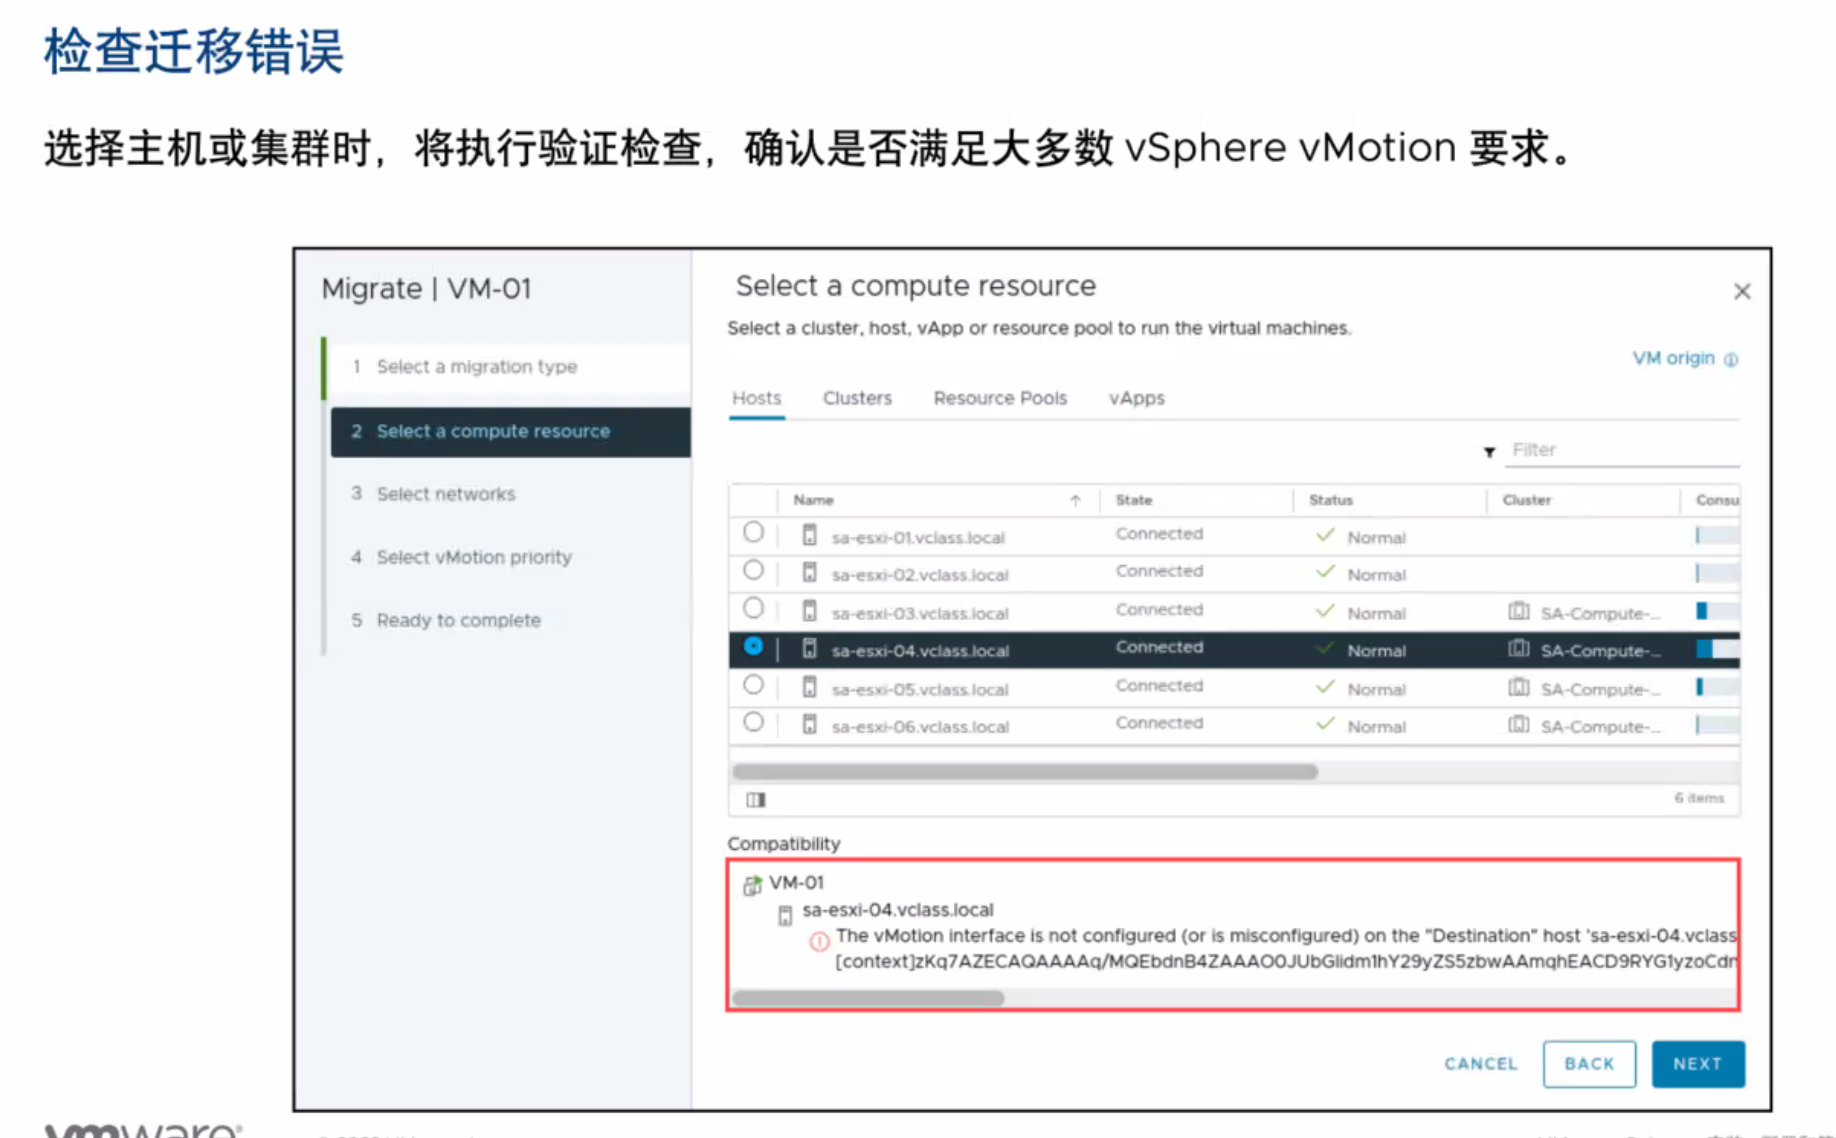 检查迁移错误
选择主机或集群时，将执行验证检查，确认是否满足大多数 vSphere vMotion 要求。
Migrate | VM-01
1 Select a migration type
2 Select a compute resource
3 Select networks
4 Select vMotion priority
5 Ready to complete
Select a compute resource
Select a cluster, host, vApp or resource pool to run the virtual machines.
VM origin
Hosts Clusters Resource Pools vApps
Filter
Name State Status Cluster Consu
sa-esxi-01.vclass.local Connected Normal
sa-esxi-02.vclass.local Connected Normal
sa-esxi-03.vclass.local Connected Normal SA-Compute-...
sa-esxi-04.vclass.local Connected Normal SA-Compute-...
sa-esxi-05.vclass.local Connected Normal SA-Compute-...
sa-esxi-06.vclass.local Connected Normal SA-Compute-...
6 items
Compatibility
VM-01
sa-esxi-04.vclass.local
The vMotion interface is not configured (or is misconfigured) on the "Destination" host 'sa-esxi-04.vclass
CANCEL BACK NEXT
vmware